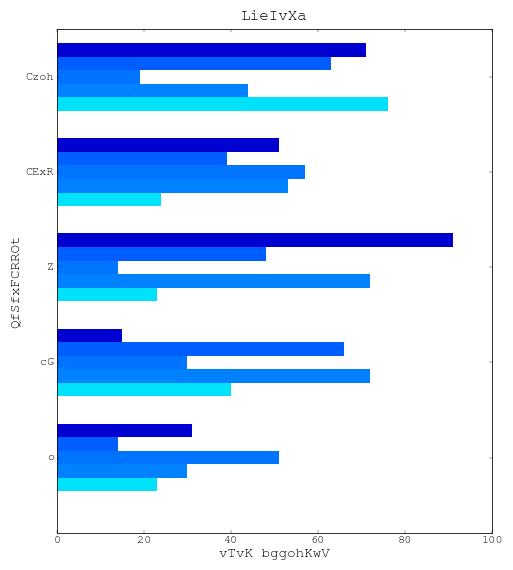 LieIvXa
Czoh
CExR
Z
cG
o
QfSfxFCRROt
0 20 40 60 80 100
vTvK bggohKwV